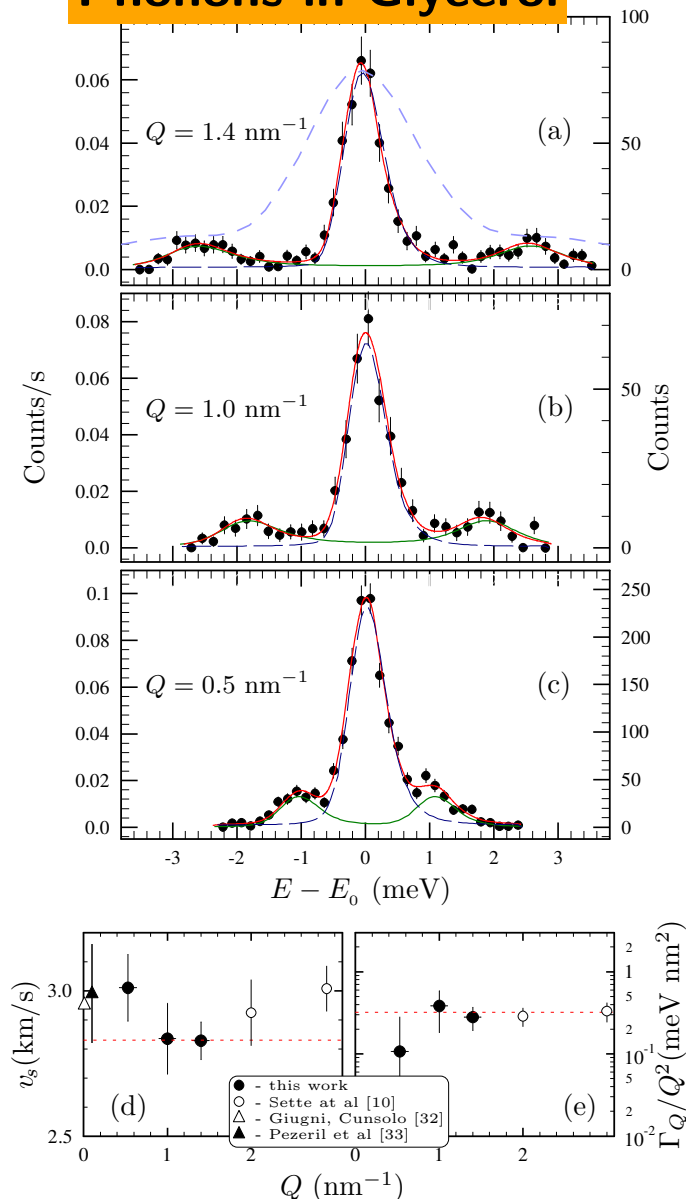 Phonons in Glycerol
0.06
0.04
0.02
0.0
100
50
0
Q = 1.4 nm⁻¹
(a)
0.08
0.06
0.04
0.02
0.0
50
0
Q = 1.0 nm⁻¹
(b)
Counts/s
Counts
0.1
0.08
0.06
0.04
0.02
0.0
250
200
150
100
50
0
Q = 0.5 nm⁻¹
(c)
-3 -2 -1 0 1 2 3
E − E₀ (meV)
3.0
2.5
vₛ(km/s)
(d)
(e)
2
1
5
2
10⁻¹
5
2
10⁻²
Γ_Q/Q² (meV nm²)
- this work
- Sette at al [10]
- Giugni, Cunsolo [32]
- Pezeril et al [33]
0 2 0 2
Q (nm⁻¹)